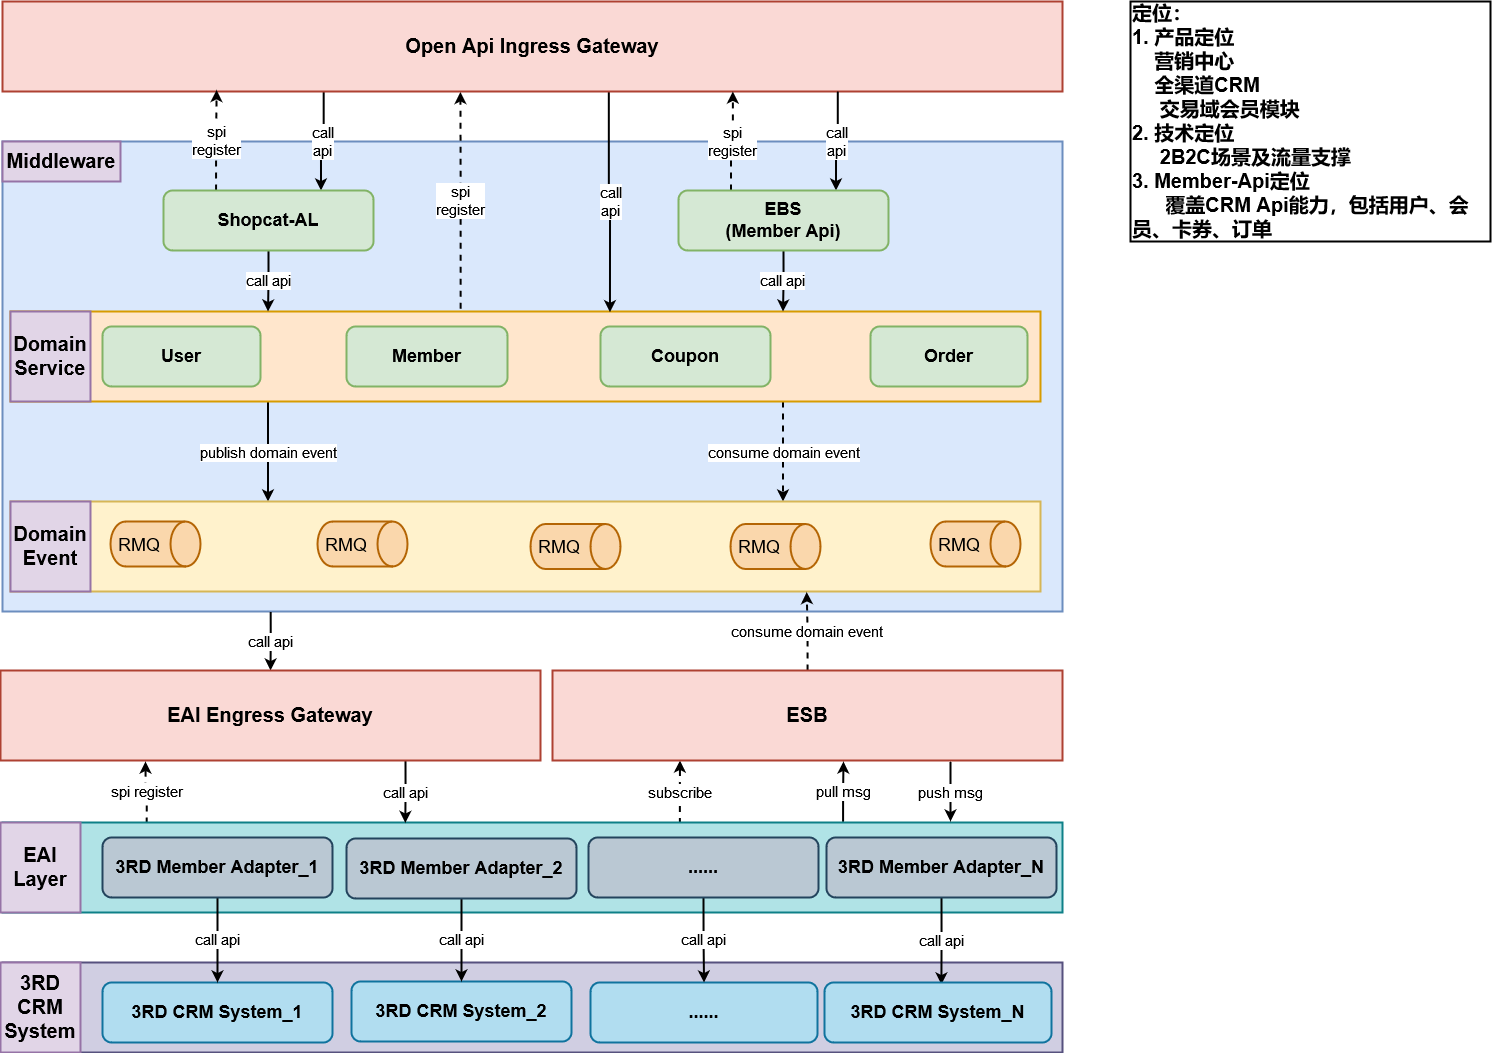 Open Api Ingress Gateway
定位：
1. 产品定位
营销中心
全渠道CRM
交易域会员模块
2. 技术定位
2B2C场景及流量支撑
3. Member-Api定位
覆盖CRM Api能力，包括用户、会
员、卡券、订单
spi
register
call
api
spi
register
call
api
spi
register
call
api
Middleware
Shopcat-AL
EBS
(Member Api)
call api
call api
Domain
Service
User
Member
Coupon
Order
publish domain event
consume domain event
Domain
Event
RMQ
RMQ
RMQ
RMQ
RMQ
call api
consume domain event
EAI Engress Gateway
ESB
spi register
call api
subscribe
pull msg
push msg
EAI
Layer
3RD Member Adapter_1
3RD Member Adapter_2
......
3RD Member Adapter_N
call api
call api
call api
call api
3RD
CRM
System
3RD CRM System_1
3RD CRM System_2
......
3RD CRM System_N